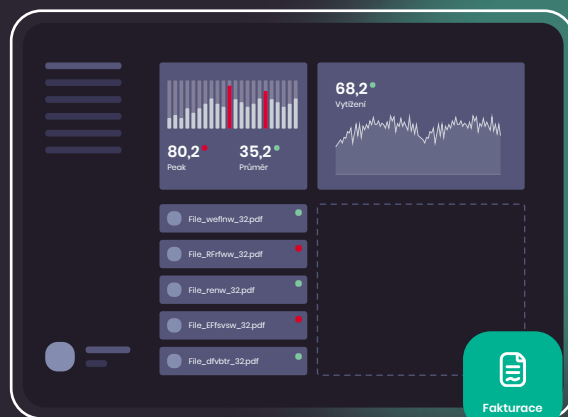 80,2
Peak
35,2
Průměr
68,2
Vytížení
File_weflnw_32.pdf
File_RFrfww_32.pdf
File_renw_32.pdf
File_EFfsvsw_32.pdf
File_dfvbtr_32.pdf
Fakturace